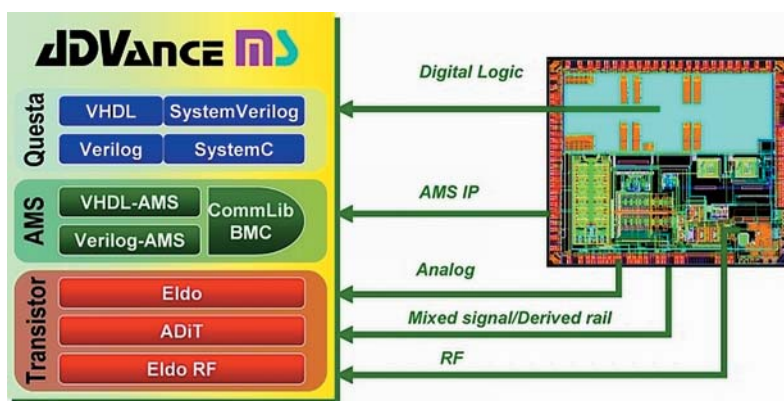 ADVance MS
Questa
VHDL
SystemVerilog
Verilog
SystemC
AMS
VHDL-AMS
Verilog-AMS
CommLib
BMC
Transistor
Eldo
ADiT
Eldo RF
Digital Logic
AMS IP
Analog
Mixed signal/Derived rail
RF